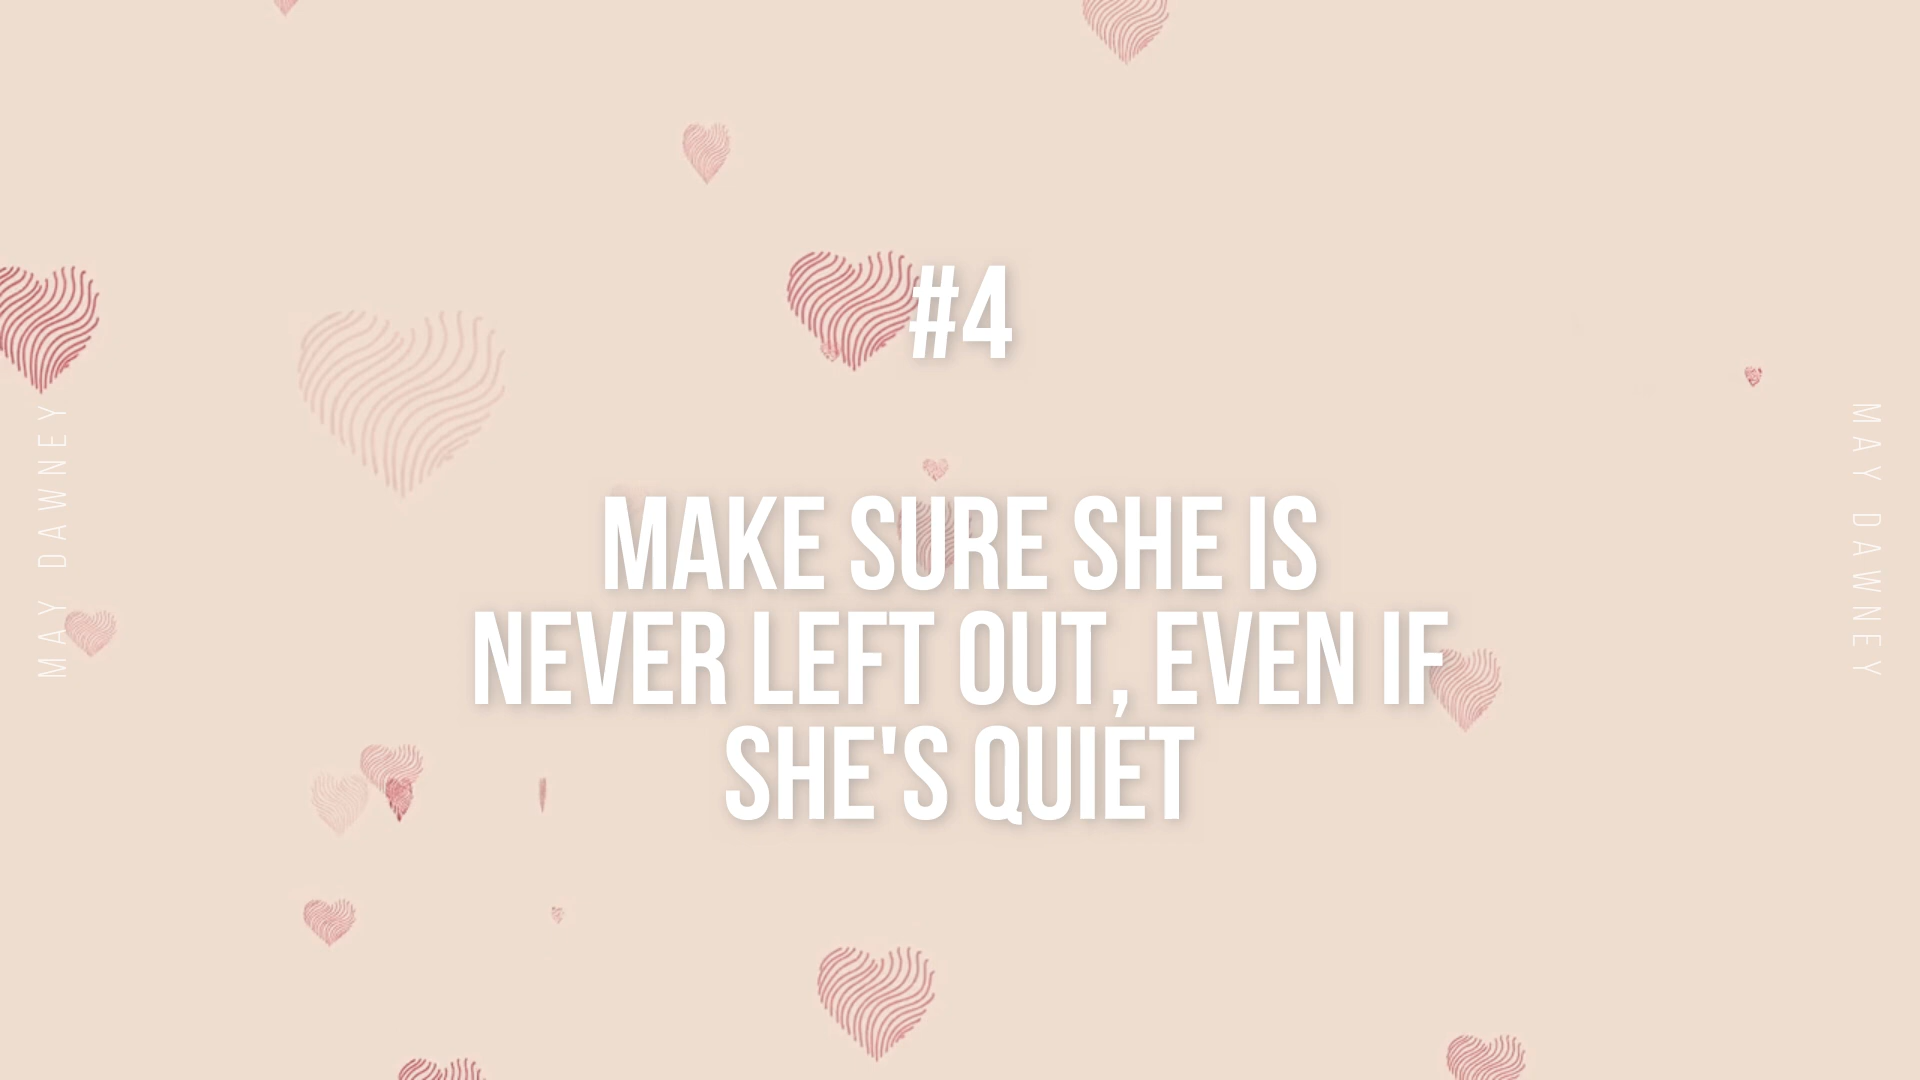 #4
MAKE SURE SHE IS
NEVER LEFT OUT, EVEN IF
SHE'S QUIET
MAY DAWNEY
MAY DAWNEY